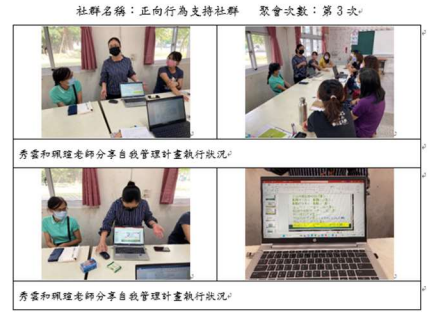 社群名稱：正向行為支持社群　聚會次數：第 3 次
秀雲和珮瑄老師分享自我管理計畫執行狀況
秀雲和珮瑄老師分享自我管理計畫執行狀況